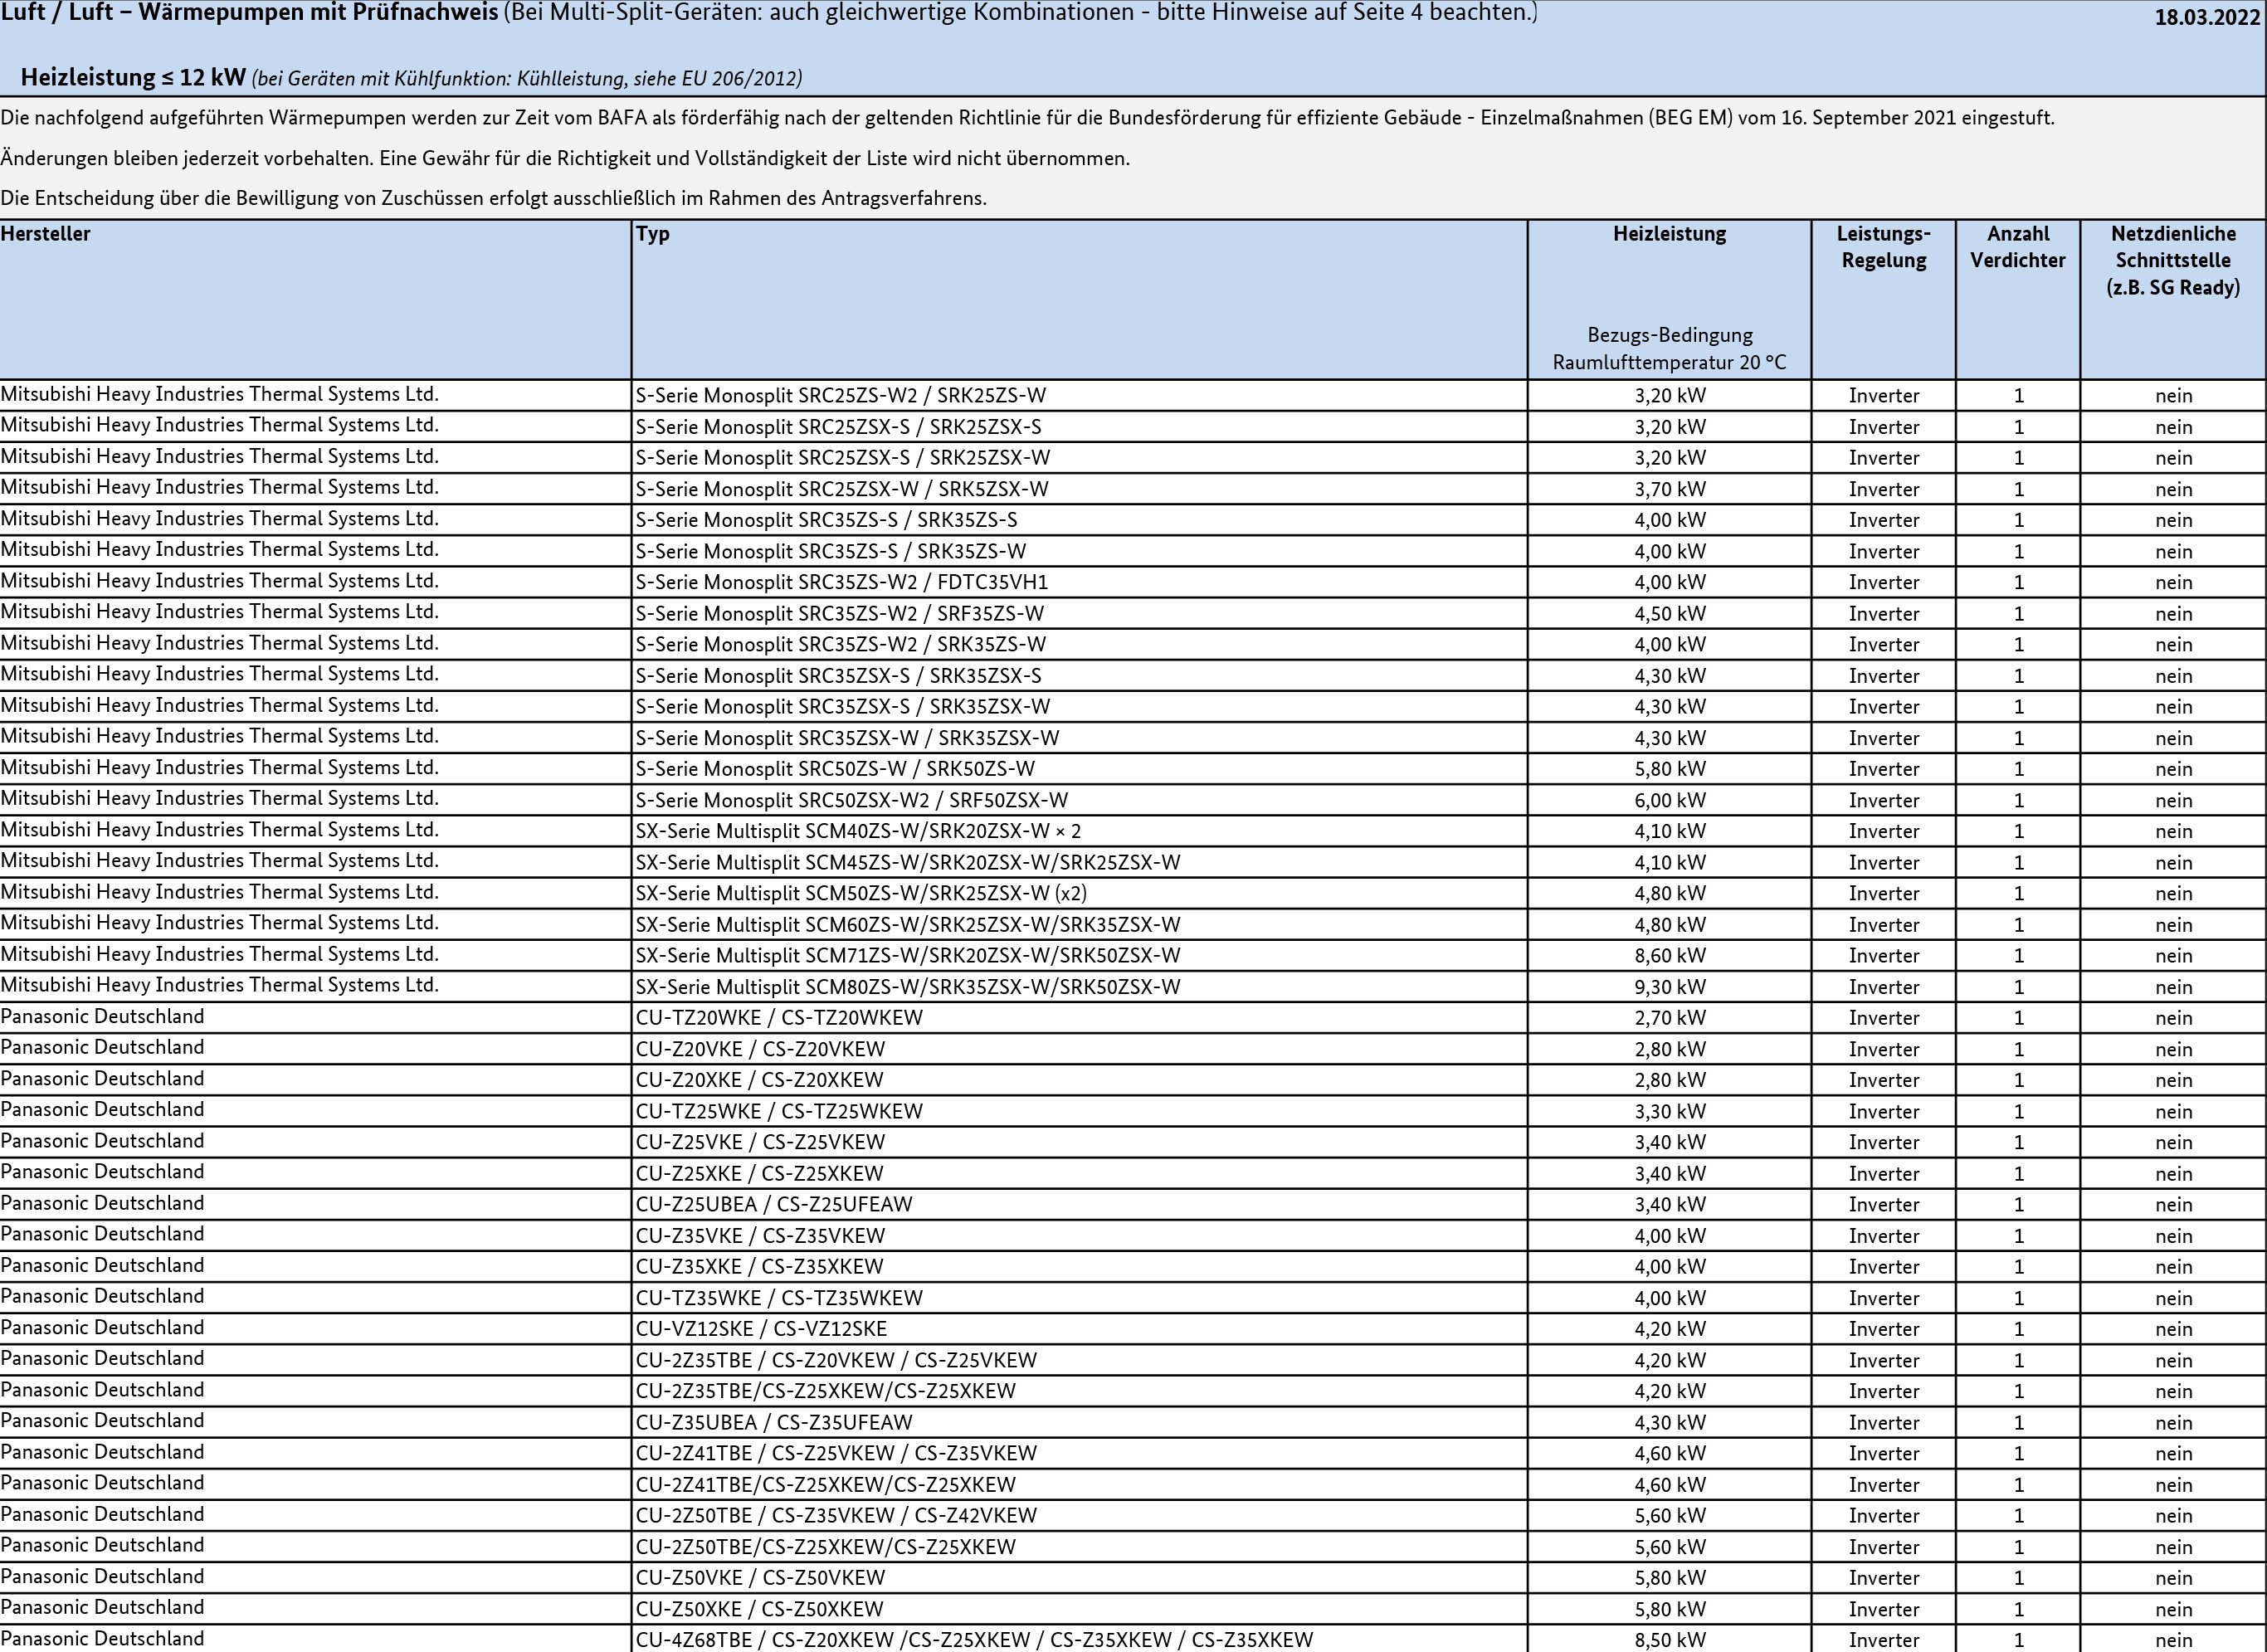 Luft / Luft – Wärmepumpen mit Prüfnachweis (Bei Multi-Split-Geräten: auch gleichwertige Kombinationen - bitte Hinweise auf Seite 4 beachten.) 18.03.2022
Heizleistung ≤ 12 kW (bei Geräten mit Kühlfunktion: Kühlleistung, siehe EU 206/2012)
Die nachfolgend aufgeführten Wärmepumpen werden zur Zeit vom BAFA als förderfähig nach der geltenden Richtlinie für die Bundesförderung für effiziente Gebäude - Einzelmaßnahmen (BEG EM) vom 16. September 2021 eingestuft.
Änderungen bleiben jederzeit vorbehalten. Eine Gewähr für die Richtigkeit und Vollständigkeit der Liste wird nicht übernommen.
Die Entscheidung über die Bewilligung von Zuschüssen erfolgt ausschließlich im Rahmen des Antragsverfahrens.
Hersteller Typ Heizleistung Leistungs- Anzahl Netzdienliche
Regelung Verdichter Schnittstelle
(z.B. SG Ready)
Bezugs-Bedingung
Raumlufttemperatur 20 °C
Mitsubishi Heavy Industries Thermal Systems Ltd. S-Serie Monosplit SRC25ZS-W2 / SRK25ZS-W 3,20 kW Inverter 1 nein
Mitsubishi Heavy Industries Thermal Systems Ltd. S-Serie Monosplit SRC25ZSX-S / SRK25ZSX-S 3,20 kW Inverter 1 nein
Mitsubishi Heavy Industries Thermal Systems Ltd. S-Serie Monosplit SRC25ZSX-S / SRK25ZSX-W 3,20 kW Inverter 1 nein
Mitsubishi Heavy Industries Thermal Systems Ltd. S-Serie Monosplit SRC25ZSX-W / SRK5ZSX-W 3,70 kW Inverter 1 nein
Mitsubishi Heavy Industries Thermal Systems Ltd. S-Serie Monosplit SRC35ZS-S / SRK35ZS-S 4,00 kW Inverter 1 nein
Mitsubishi Heavy Industries Thermal Systems Ltd. S-Serie Monosplit SRC35ZS-S / SRK35ZS-W 4,00 kW Inverter 1 nein
Mitsubishi Heavy Industries Thermal Systems Ltd. S-Serie Monosplit SRC35ZS-W2 / FDTC35VH1 4,00 kW Inverter 1 nein
Mitsubishi Heavy Industries Thermal Systems Ltd. S-Serie Monosplit SRC35ZS-W2 / SRF35ZS-W 4,50 kW Inverter 1 nein
Mitsubishi Heavy Industries Thermal Systems Ltd. S-Serie Monosplit SRC35ZS-W2 / SRK35ZS-W 4,00 kW Inverter 1 nein
Mitsubishi Heavy Industries Thermal Systems Ltd. S-Serie Monosplit SRC35ZSX-S / SRK35ZSX-S 4,30 kW Inverter 1 nein
Mitsubishi Heavy Industries Thermal Systems Ltd. S-Serie Monosplit SRC35ZSX-S / SRK35ZSX-W 4,30 kW Inverter 1 nein
Mitsubishi Heavy Industries Thermal Systems Ltd. S-Serie Monosplit SRC35ZSX-W / SRK35ZSX-W 4,30 kW Inverter 1 nein
Mitsubishi Heavy Industries Thermal Systems Ltd. S-Serie Monosplit SRC50ZS-W / SRK50ZS-W 5,80 kW Inverter 1 nein
Mitsubishi Heavy Industries Thermal Systems Ltd. S-Serie Monosplit SRC50ZSX-W2 / SRF50ZSX-W 6,00 kW Inverter 1 nein
Mitsubishi Heavy Industries Thermal Systems Ltd. SX-Serie Multisplit SCM40ZS-W/SRK20ZSX-W × 2 4,10 kW Inverter 1 nein
Mitsubishi Heavy Industries Thermal Systems Ltd. SX-Serie Multisplit SCM45ZS-W/SRK20ZSX-W/SRK25ZSX-W 4,10 kW Inverter 1 nein
Mitsubishi Heavy Industries Thermal Systems Ltd. SX-Serie Multisplit SCM50ZS-W/SRK25ZSX-W (x2) 4,80 kW Inverter 1 nein
Mitsubishi Heavy Industries Thermal Systems Ltd. SX-Serie Multisplit SCM60ZS-W/SRK25ZSX-W/SRK35ZSX-W 4,80 kW Inverter 1 nein
Mitsubishi Heavy Industries Thermal Systems Ltd. SX-Serie Multisplit SCM71ZS-W/SRK20ZSX-W/SRK50ZSX-W 8,60 kW Inverter 1 nein
Mitsubishi Heavy Industries Thermal Systems Ltd. SX-Serie Multisplit SCM80ZS-W/SRK35ZSX-W/SRK50ZSX-W 9,30 kW Inverter 1 nein
Panasonic Deutschland CU-TZ20WKE / CS-TZ20WKEW 2,70 kW Inverter 1 nein
Panasonic Deutschland CU-Z20VKE / CS-Z20VKEW 2,80 kW Inverter 1 nein
Panasonic Deutschland CU-Z20XKE / CS-Z20XKEW 2,80 kW Inverter 1 nein
Panasonic Deutschland CU-TZ25WKE / CS-TZ25WKEW 3,30 kW Inverter 1 nein
Panasonic Deutschland CU-Z25VKE / CS-Z25VKEW 3,40 kW Inverter 1 nein
Panasonic Deutschland CU-Z25XKE / CS-Z25XKEW 3,40 kW Inverter 1 nein
Panasonic Deutschland CU-Z25UBEA / CS-Z25UFEAW 3,40 kW Inverter 1 nein
Panasonic Deutschland CU-Z35VKE / CS-Z35VKEW 4,00 kW Inverter 1 nein
Panasonic Deutschland CU-Z35XKE / CS-Z35XKEW 4,00 kW Inverter 1 nein
Panasonic Deutschland CU-TZ35WKE / CS-TZ35WKEW 4,00 kW Inverter 1 nein
Panasonic Deutschland CU-VZ12SKE / CS-VZ12SKE 4,20 kW Inverter 1 nein
Panasonic Deutschland CU-2Z35TBE / CS-Z20VKEW / CS-Z25VKEW 4,20 kW Inverter 1 nein
Panasonic Deutschland CU-2Z35TBE/CS-Z25XKEW/CS-Z25XKEW 4,20 kW Inverter 1 nein
Panasonic Deutschland CU-Z35UBEA / CS-Z35UFEAW 4,30 kW Inverter 1 nein
Panasonic Deutschland CU-2Z41TBE / CS-Z25VKEW / CS-Z35VKEW 4,60 kW Inverter 1 nein
Panasonic Deutschland CU-2Z41TBE/CS-Z25XKEW/CS-Z25XKEW 4,60 kW Inverter 1 nein
Panasonic Deutschland CU-2Z50TBE / CS-Z35VKEW / CS-Z42VKEW 5,60 kW Inverter 1 nein
Panasonic Deutschland CU-2Z50TBE/CS-Z25XKEW/CS-Z25XKEW 5,60 kW Inverter 1 nein
Panasonic Deutschland CU-Z50VKE / CS-Z50VKEW 5,80 kW Inverter 1 nein
Panasonic Deutschland CU-Z50XKE / CS-Z50XKEW 5,80 kW Inverter 1 nein
Panasonic Deutschland CU-4Z68TBE / CS-Z20XKEW /CS-Z25XKEW / CS-Z35XKEW / CS-Z35XKEW 8,50 kW Inverter 1 nein